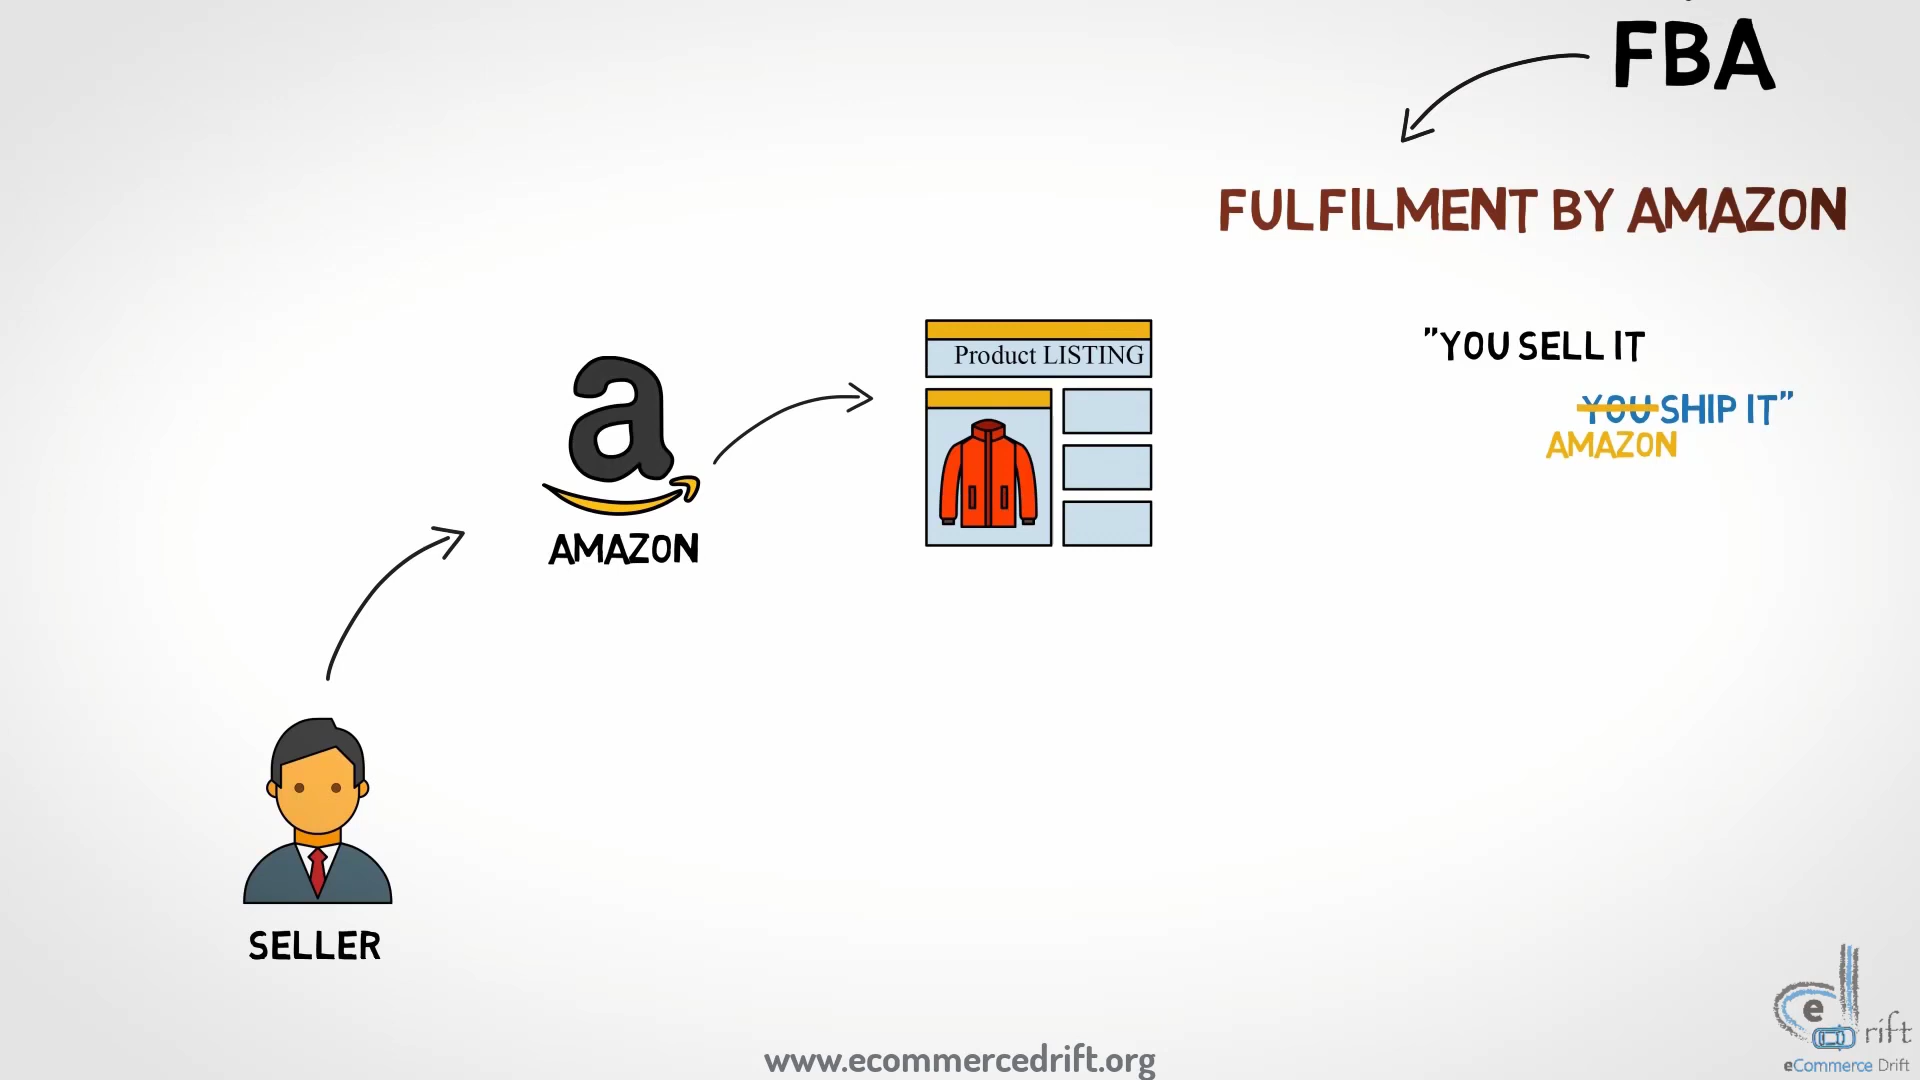 FBA
FULFILMENT BY AMAZON
"YOU SELL IT
YOU SHIP IT"
AMAZON
Product LISTING
a
AMAZON
SELLER
e d rift
eCommerce Drift
www.ecommercedrift.org